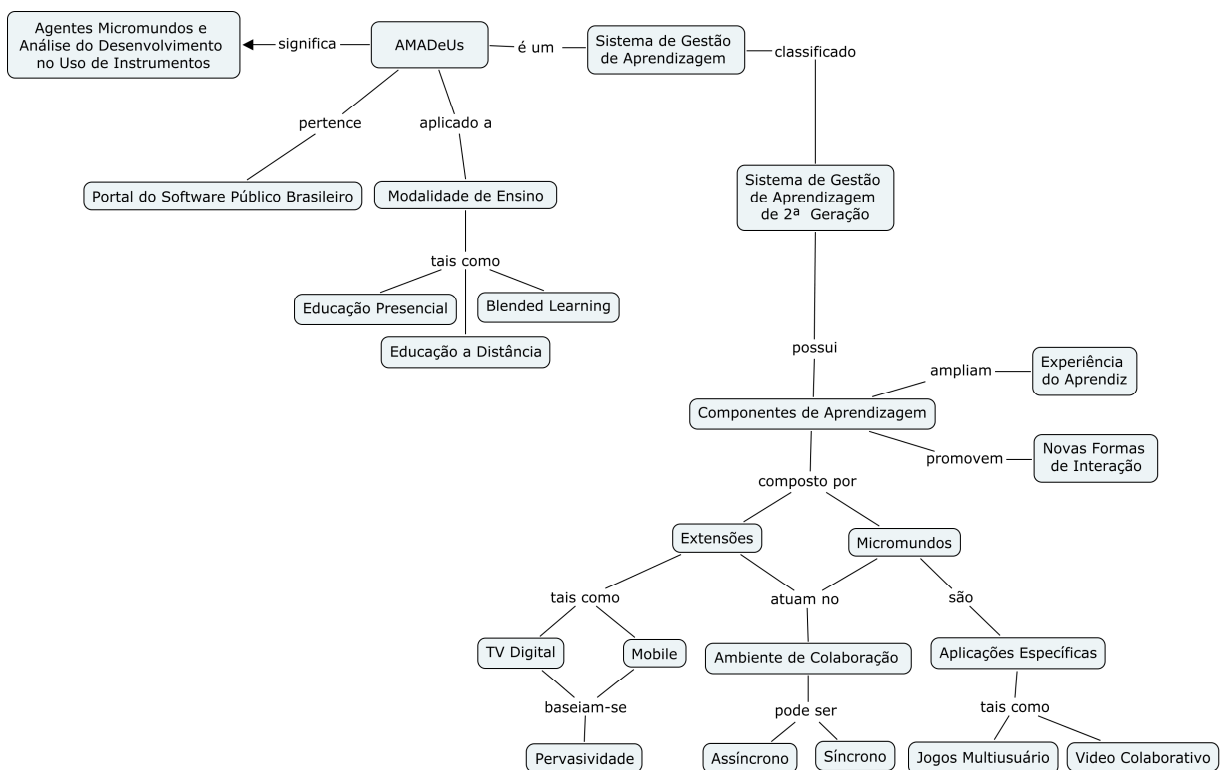 Agentes Micromundos e
Análise do Desenvolvimento
no Uso de Instrumentos
significa
AMADeUs
é um
Sistema de Gestão
de Aprendizagem
classificado
pertence
aplicado a
Portal do Software Público Brasileiro
Modalidade de Ensino
Sistema de Gestão
de Aprendizagem
de 2ª Geração
tais como
Educação Presencial
Blended Learning
Educação a Distância
possui
ampliam
Experiência
do Aprendiz
Componentes de Aprendizagem
promovem
Novas Formas
de Interação
composto por
Extensões
Micromundos
tais como
atuam no
são
TV Digital
Mobile
Ambiente de Colaboração
Aplicações Específicas
baseiam-se
pode ser
tais como
Pervasividade
Assíncrono
Síncrono
Jogos Multiusuário
Video Colaborativo